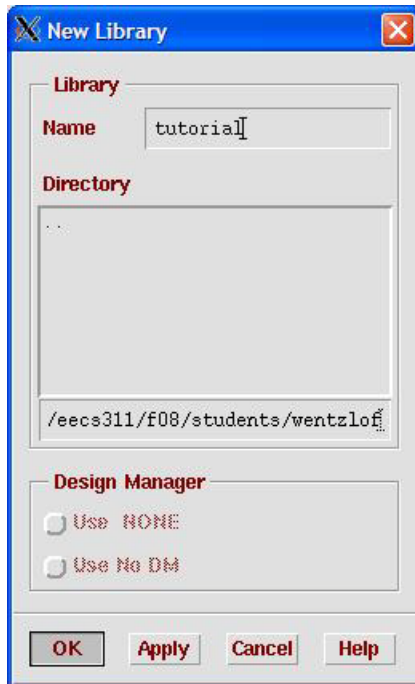 New Library
Library
Name tutorial
Directory
..
/eecs311/f08/students/wentzlof
Design Manager
Use NONE
Use No DM
OK Apply Cancel Help